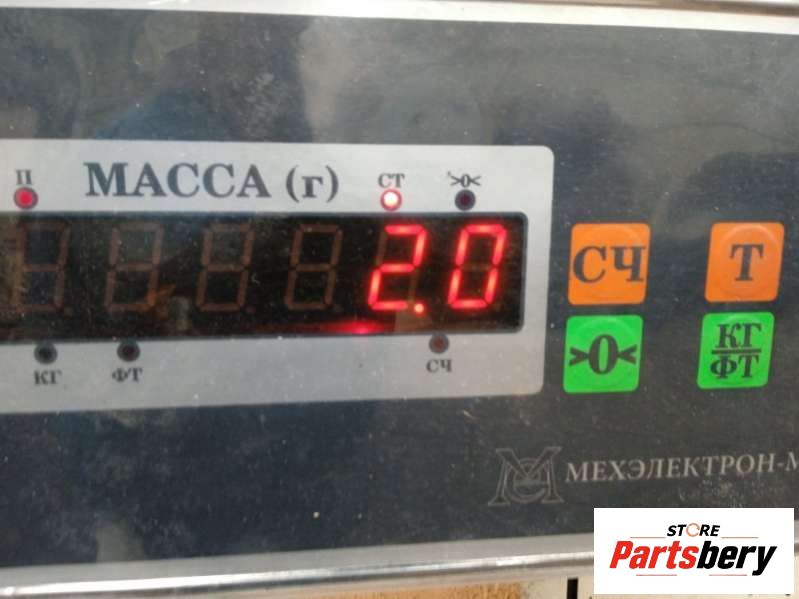 П МАССА (г) СТ >0<
2.0
КГ ФТ СЧ
СЧ Т
>0< КГ/ФТ
МЕХЭЛЕКТРОН-М
STORE
Partsbery